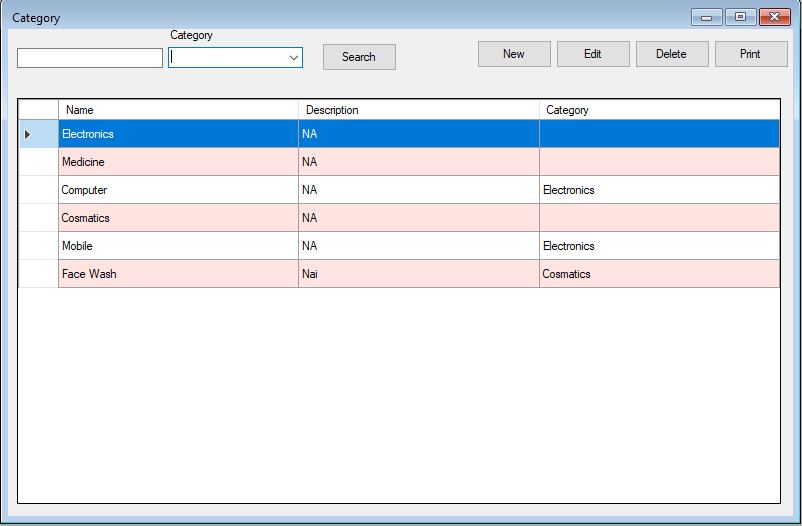 Category
Category
Search New Edit Delete Print
Name Description Category
Electronics NA
Medicine NA
Computer NA Electronics
Cosmatics NA
Mobile NA Electronics
Face Wash Nai Cosmatics